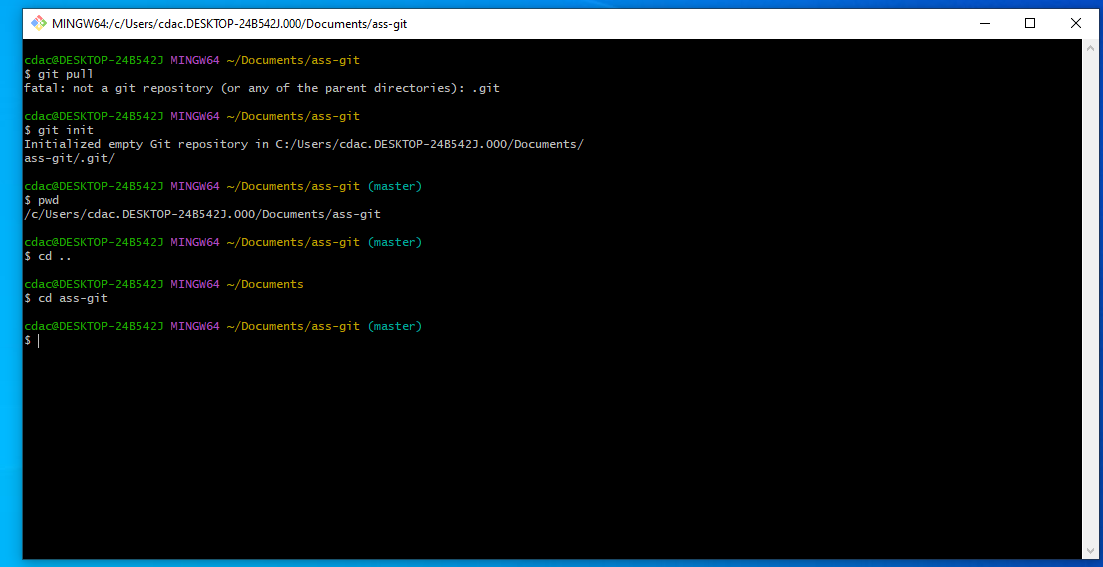 MINGW64:/c/Users/cdac.DESKTOP-24B542J.000/Documents/ass-git
cdac@DESKTOP-24B542J MINGW64 ~/Documents/ass-git
$ git pull
fatal: not a git repository (or any of the parent directories): .git
cdac@DESKTOP-24B542J MINGW64 ~/Documents/ass-git
$ git init
Initialized empty Git repository in C:/Users/cdac.DESKTOP-24B542J.000/Documents/
ass-git/.git/
cdac@DESKTOP-24B542J MINGW64 ~/Documents/ass-git (master)
$ pwd
/c/Users/cdac.DESKTOP-24B542J.000/Documents/ass-git
cdac@DESKTOP-24B542J MINGW64 ~/Documents/ass-git (master)
$ cd ..
cdac@DESKTOP-24B542J MINGW64 ~/Documents
$ cd ass-git
cdac@DESKTOP-24B542J MINGW64 ~/Documents/ass-git (master)
$